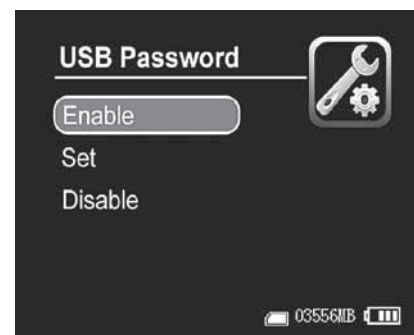 USB Password
Enable
Set
Disable
03556MB